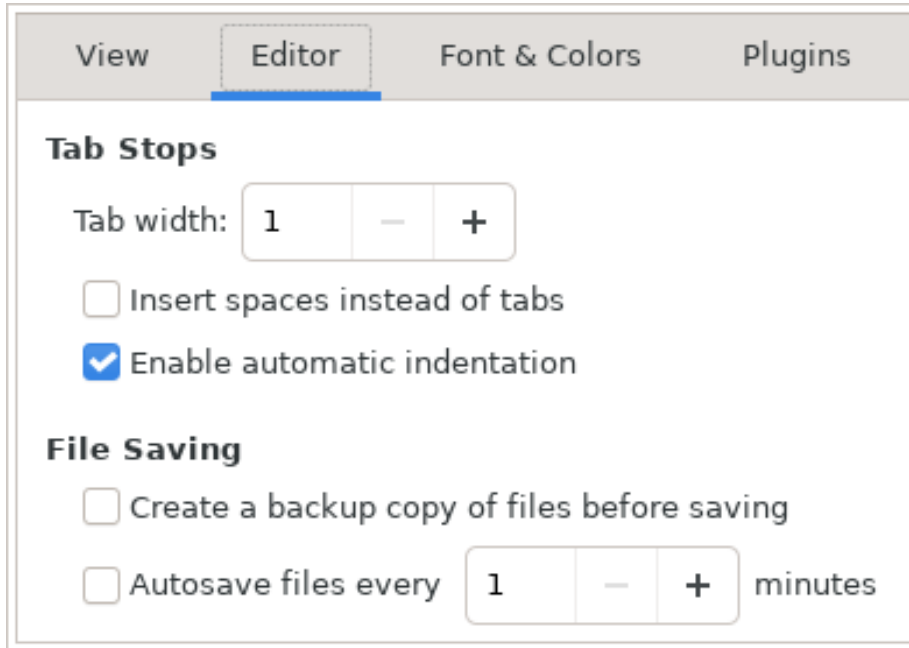 View Editor Font & Colors Plugins
Tab Stops
Tab width: 1 − +
Insert spaces instead of tabs
Enable automatic indentation
File Saving
Create a backup copy of files before saving
Autosave files every 1 − + minutes